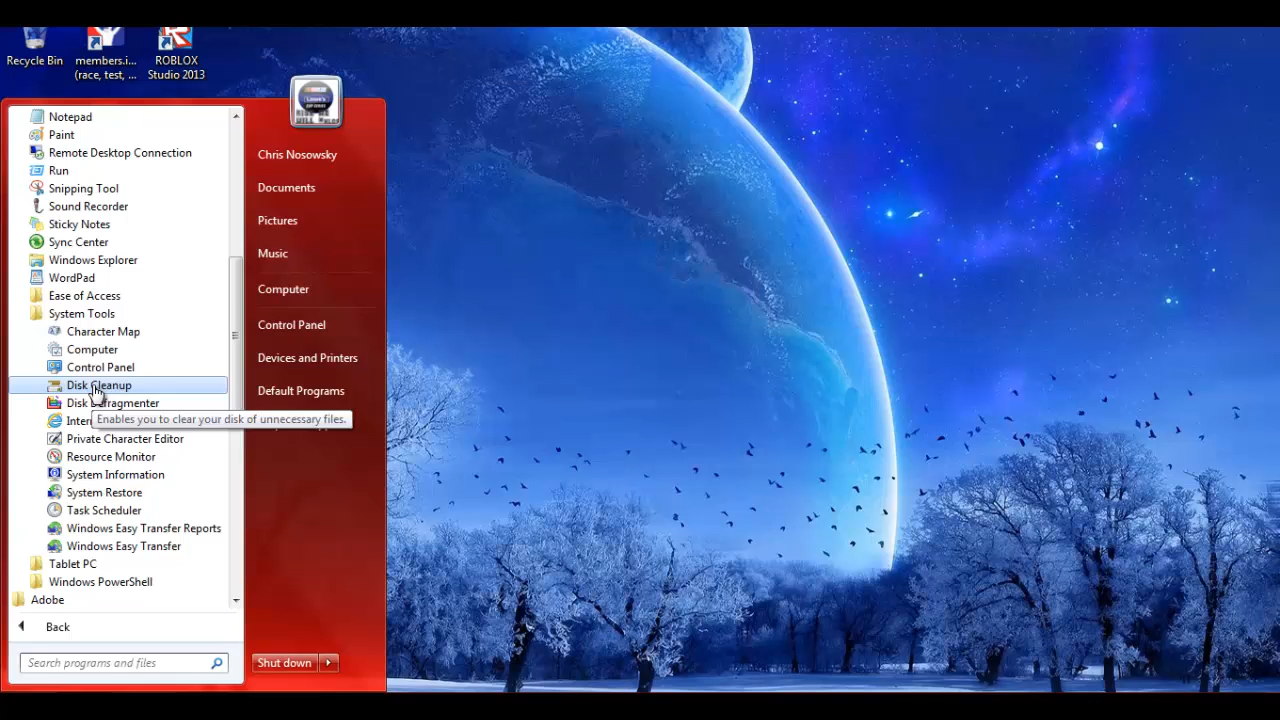 Recycle Bin
members.i...
(race, test, ...
ROBLOX
Studio 2013
Notepad
Paint
Remote Desktop Connection
Run
Snipping Tool
Sound Recorder
Sticky Notes
Sync Center
Windows Explorer
WordPad
Ease of Access
System Tools
Character Map
Computer
Control Panel
Disk Cleanup
Disk Defragmenter
Enables you to clear your disk of unnecessary files.
Private Character Editor
Resource Monitor
System Information
System Restore
Task Scheduler
Windows Easy Transfer Reports
Windows Easy Transfer
Tablet PC
Windows PowerShell
Adobe
Back
Search programs and files
Chris Nosowsky
Documents
Pictures
Music
Computer
Control Panel
Devices and Printers
Default Programs
Shut down